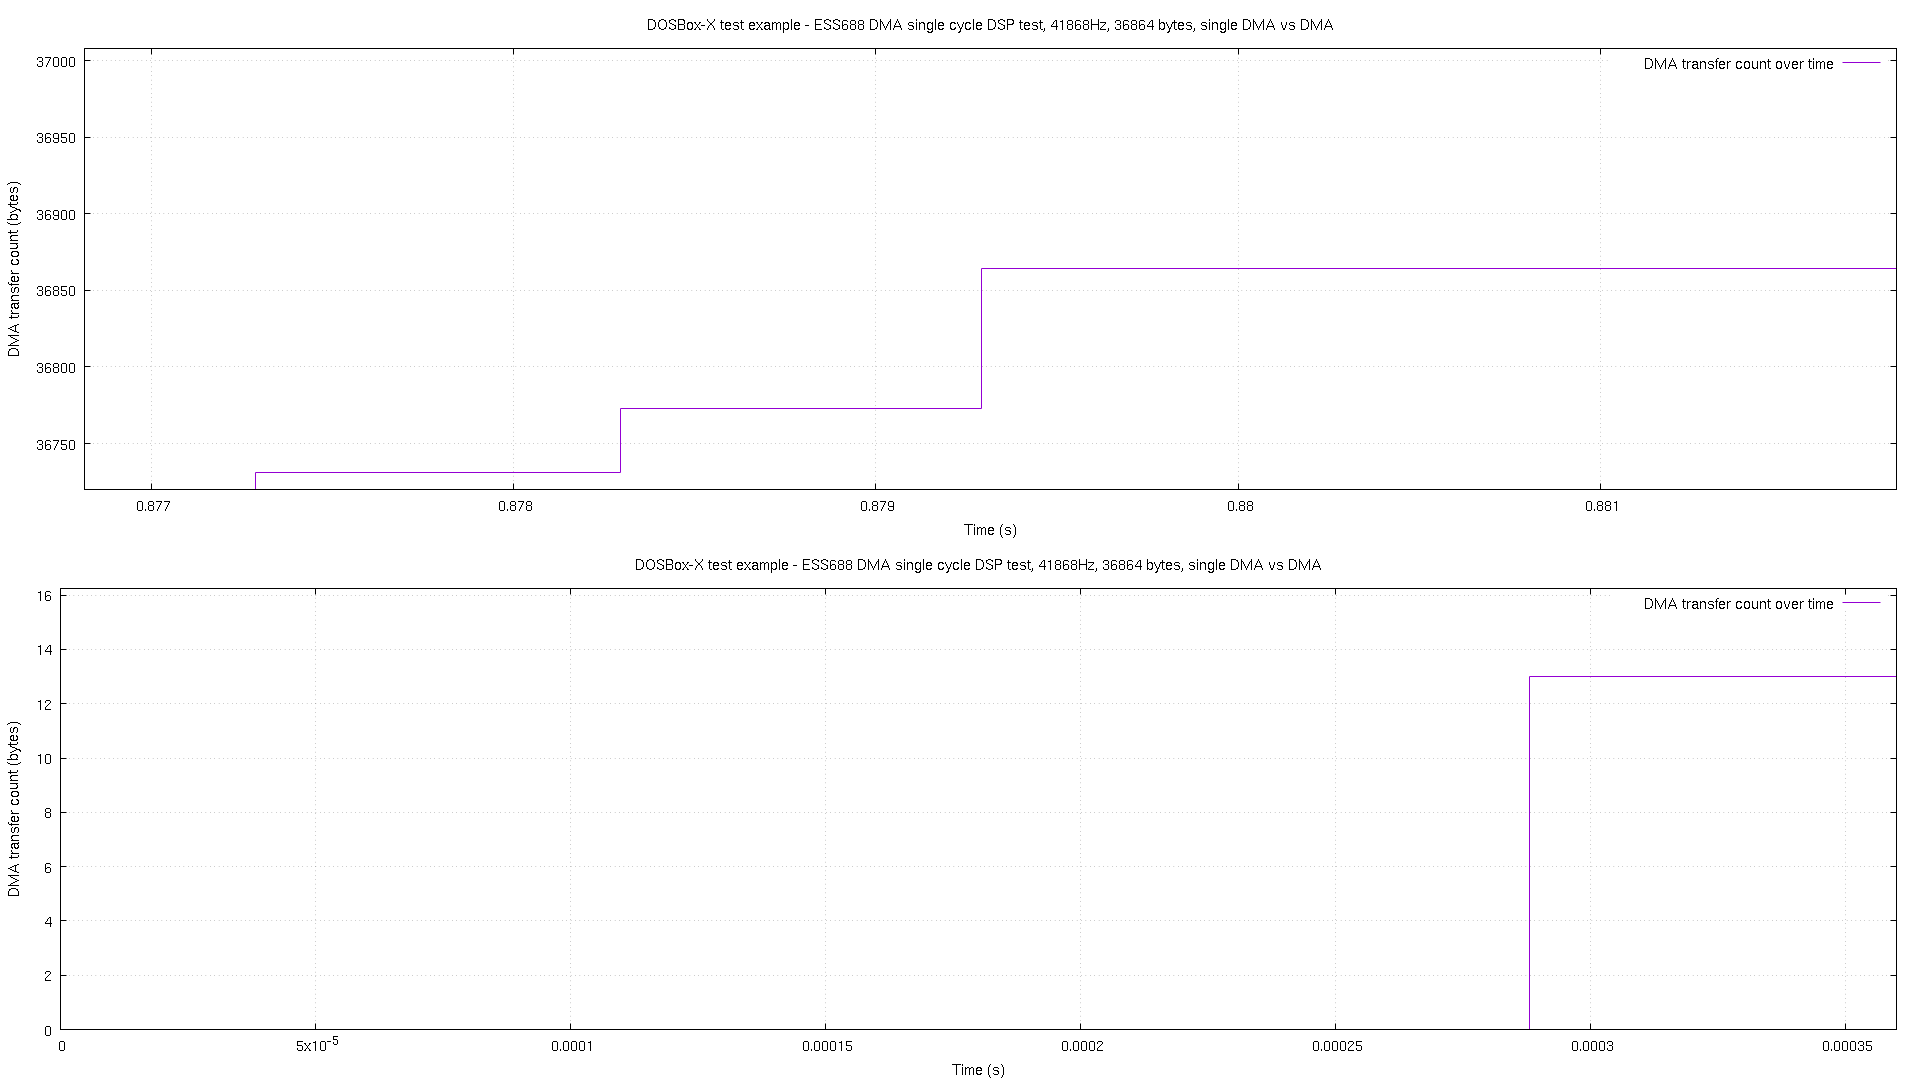 DOSBox-X test example - ESS688 DMA single cycle DSP test, 41868Hz, 36864 bytes, single DMA vs DMA
DMA transfer count over time
DMA transfer count (bytes)
37000
36950
36900
36850
36800
36750
0.877 0.878 0.879 0.88 0.881
Time (s)
DOSBox-X test example - ESS688 DMA single cycle DSP test, 41868Hz, 36864 bytes, single DMA vs DMA
DMA transfer count over time
DMA transfer count (bytes)
16
14
12
10
8
6
4
2
0
0 5x10⁻⁵ 0.0001 0.00015 0.0002 0.00025 0.0003 0.00035
Time (s)